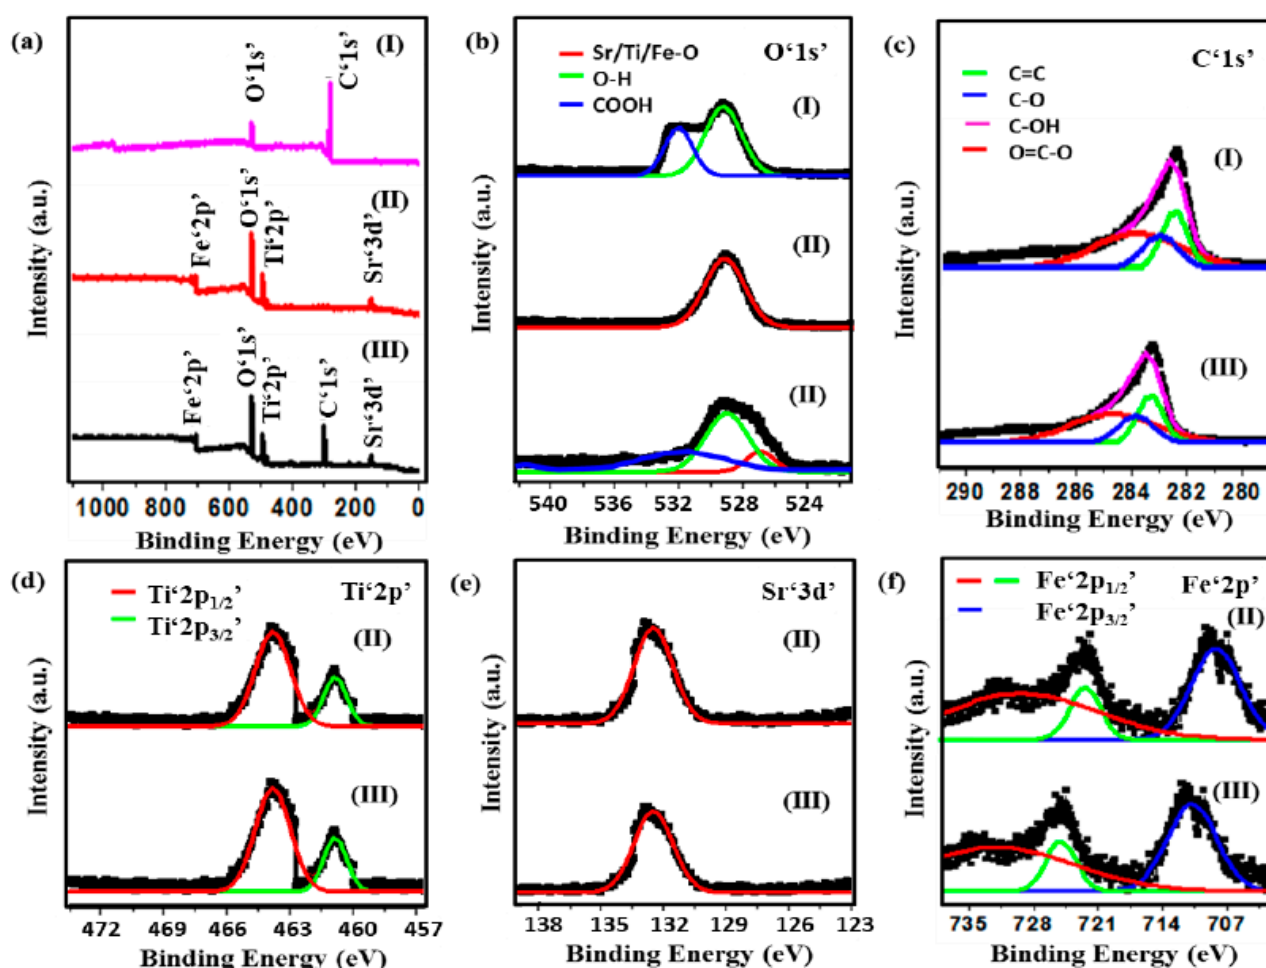 (a)
(I)
O‘1s’
C‘1s’
(II)
Fe‘2p’
O‘1s’
Ti‘2p’
Sr‘3d’
(III)
Fe‘2p’
O‘1s’
Ti‘2p’
C‘1s’
Sr‘3d’
Intensity (a.u.)
1000 800 600 400 200 0
Binding Energy (eV)
(b)
O‘1s’
Sr/Ti/Fe-O
O-H
COOH
(I)
(II)
(II)
Intensity (a.u.)
540 536 532 528 524
Binding Energy (eV)
(c)
C‘1s’
C=C
C-O
C-OH
O=C-O
(I)
(III)
Intensity (a.u.)
290 288 286 284 282 280
Binding Energy (eV)
(d)
Ti‘2p1/2’
Ti‘2p3/2’
Ti‘2p’
(II)
(III)
Intensity (a.u.)
472 469 466 463 460 457
Binding Energy (eV)
(e)
Sr‘3d’
(II)
(III)
Intensity (a.u.)
138 135 132 129 126 123
Binding Energy (eV)
(f)
Fe‘2p1/2’
Fe‘2p3/2’
Fe‘2p’
(II)
(III)
Intensity (a.u.)
735 728 721 714 707
Binding Energy (eV)